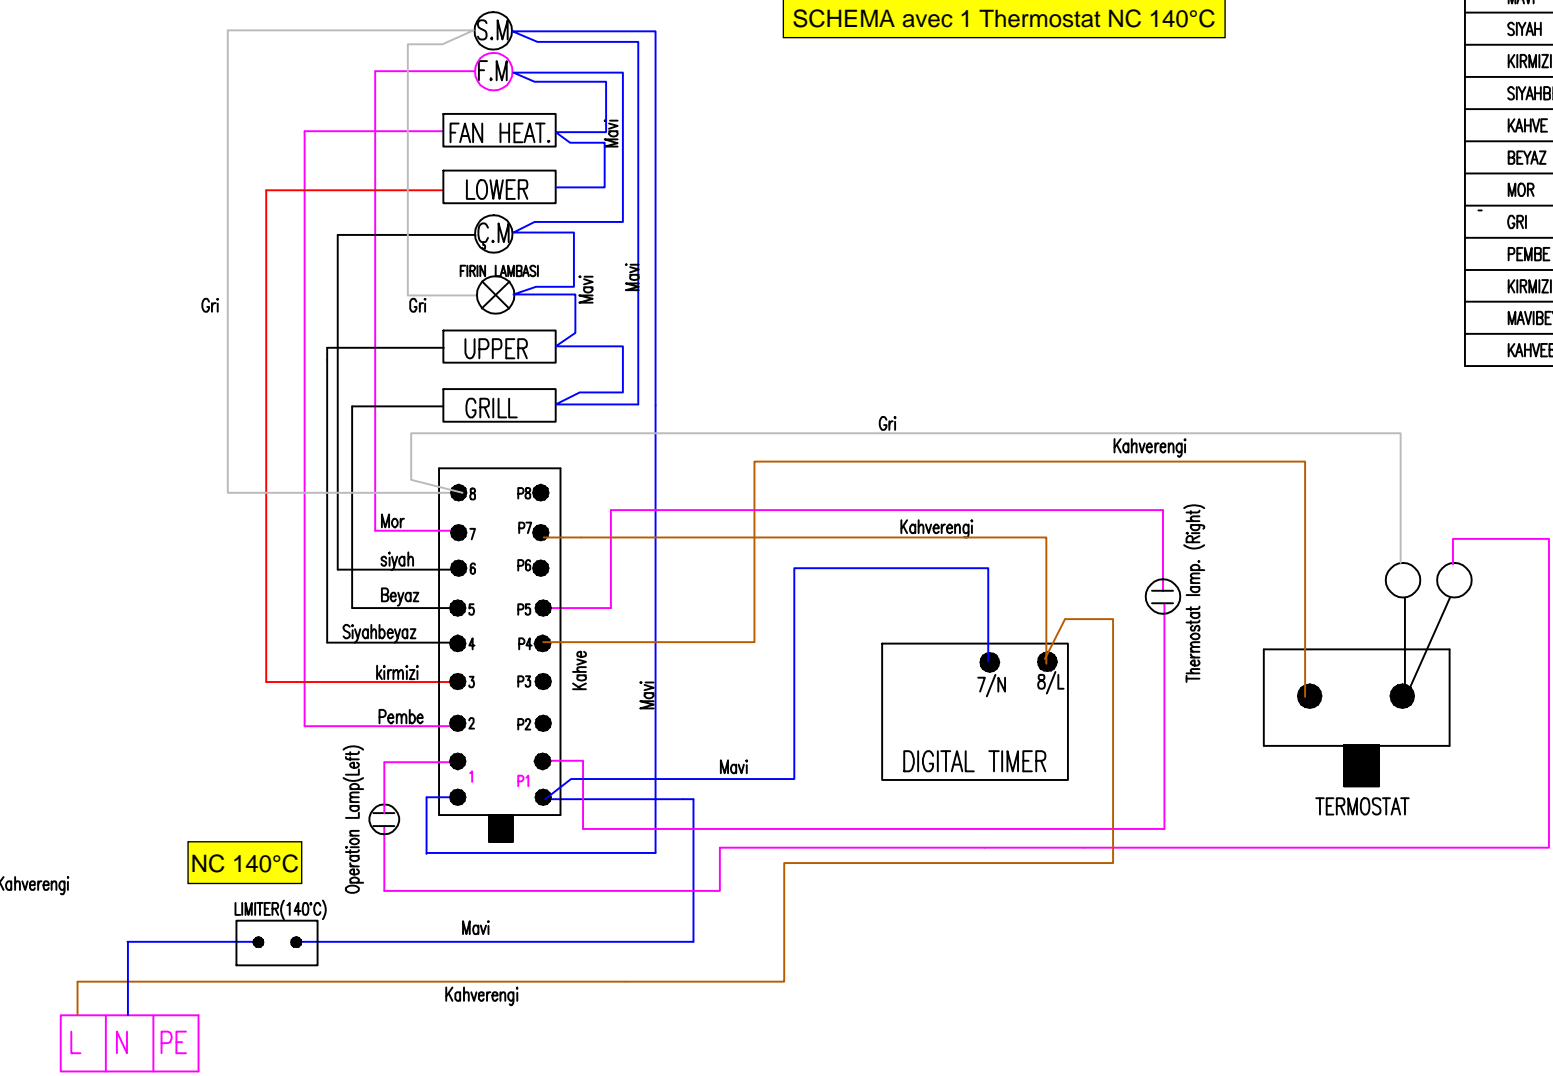 SCHEMA avec 1 Thermostat NC 140°C
SIYAH
KIRMIZI
KAHVE
BEYAZ
MOR
GRI
PEMBE
KIRMIZI
S.M
F.M
FAN HEAT.
Mavi
LOWER
Ç.M
FIRIN LAMBASI
Mavi
Mavi
Gri
Gri
UPPER
GRILL
Gri
Kahverengi
8 P8
Mor
7 P7
Kahverengi
siyah
6 P6
Beyaz
5 P5
Siyahbeyaz
4 P4
kirmizi
3 P3
Pembe
2 P2
1 P1
Kahve
Mavi
Thermostat lamp. (Right)
7/N 8/L
DIGITAL TIMER
Mavi
TERMOSTAT
Operation Lamp(Left)
NC 140°C
Kahverengi
LIMITER(140°C)
Mavi
Kahverengi
L N PE